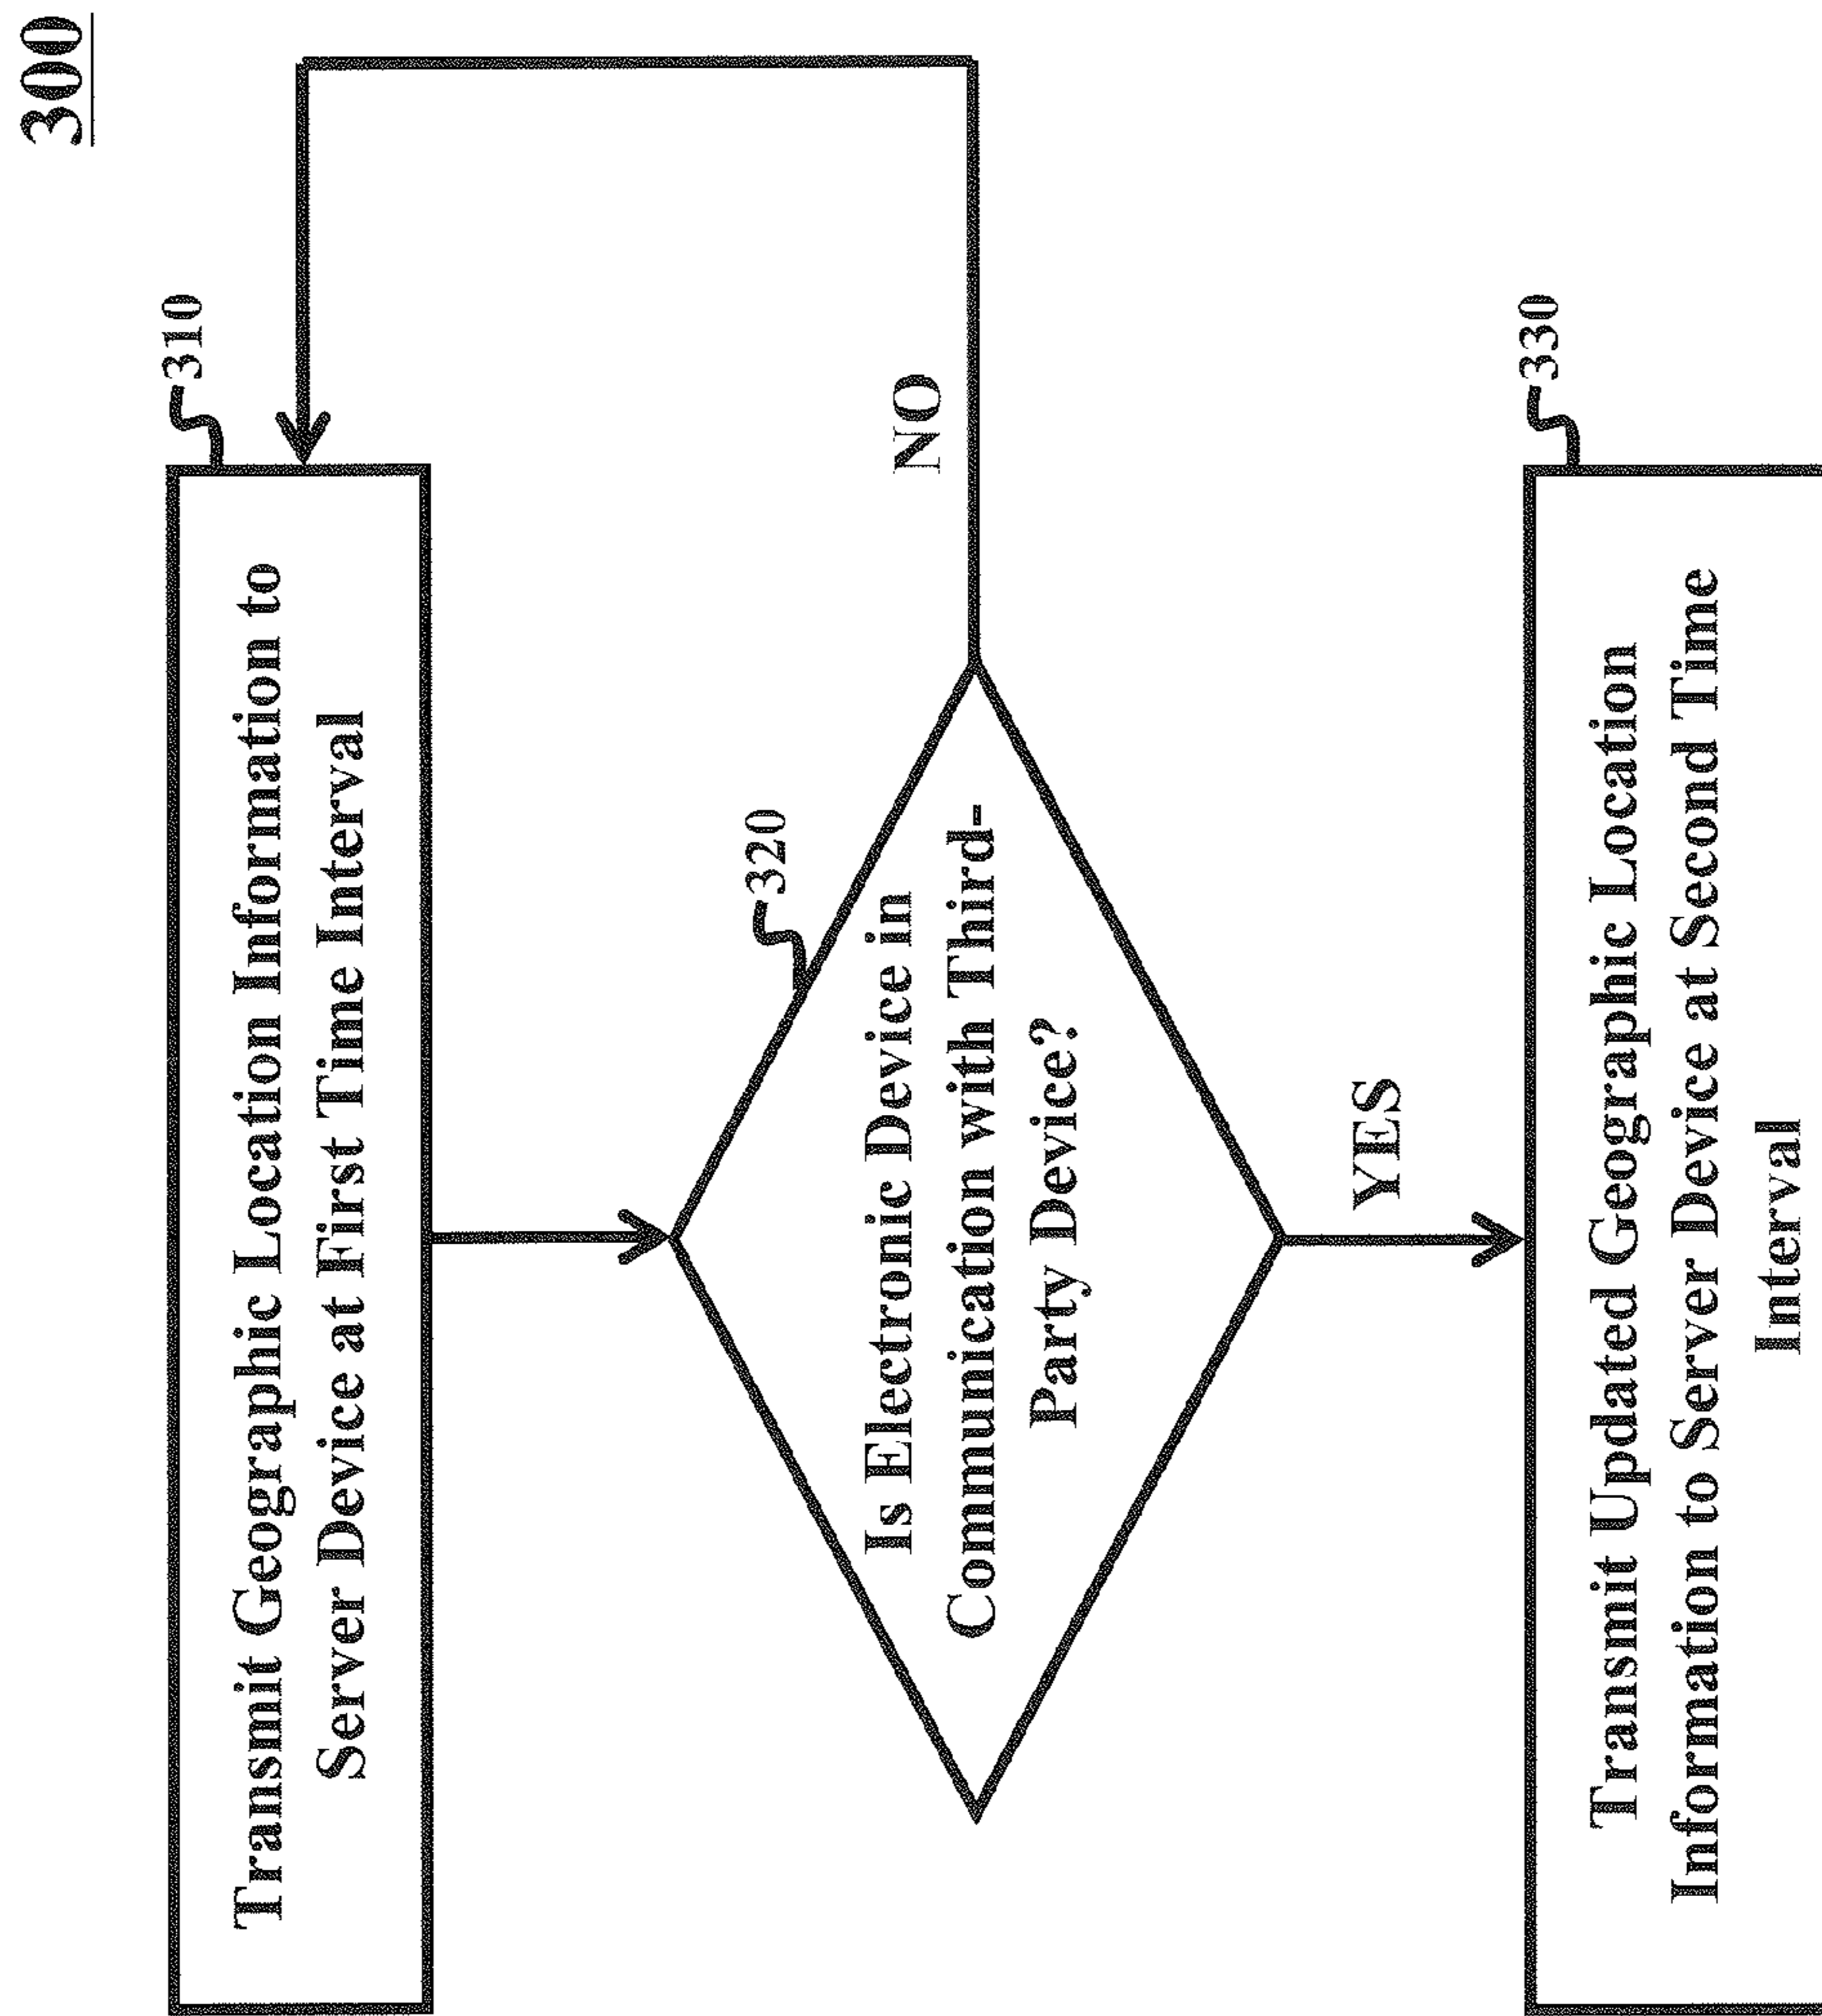 300
310
Transmit Geographic Location Information to
Server Device at First Time Interval
320
Is Electronic Device in
Communication with Third-
Party Device?
NO
YES
330
Transmit Updated Geographic Location
Information to Server Device at Second Time
Interval